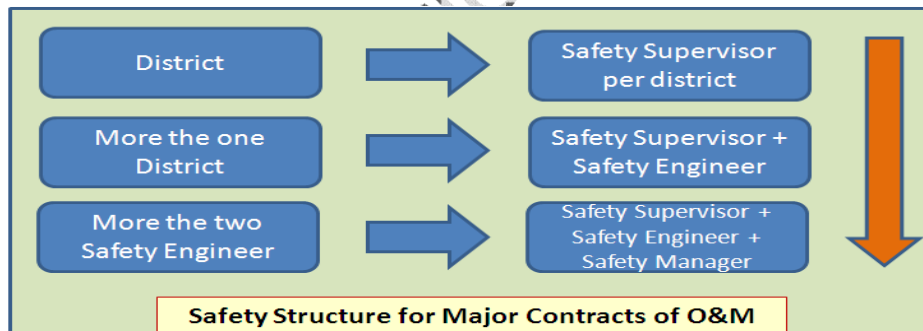 District
Safety Supervisor
per district
More the one
District
Safety Supervisor +
Safety Engineer
More the two
Safety Engineer
Safety Supervisor +
Safety Engineer +
Safety Manager
Safety Structure for Major Contracts of O&M